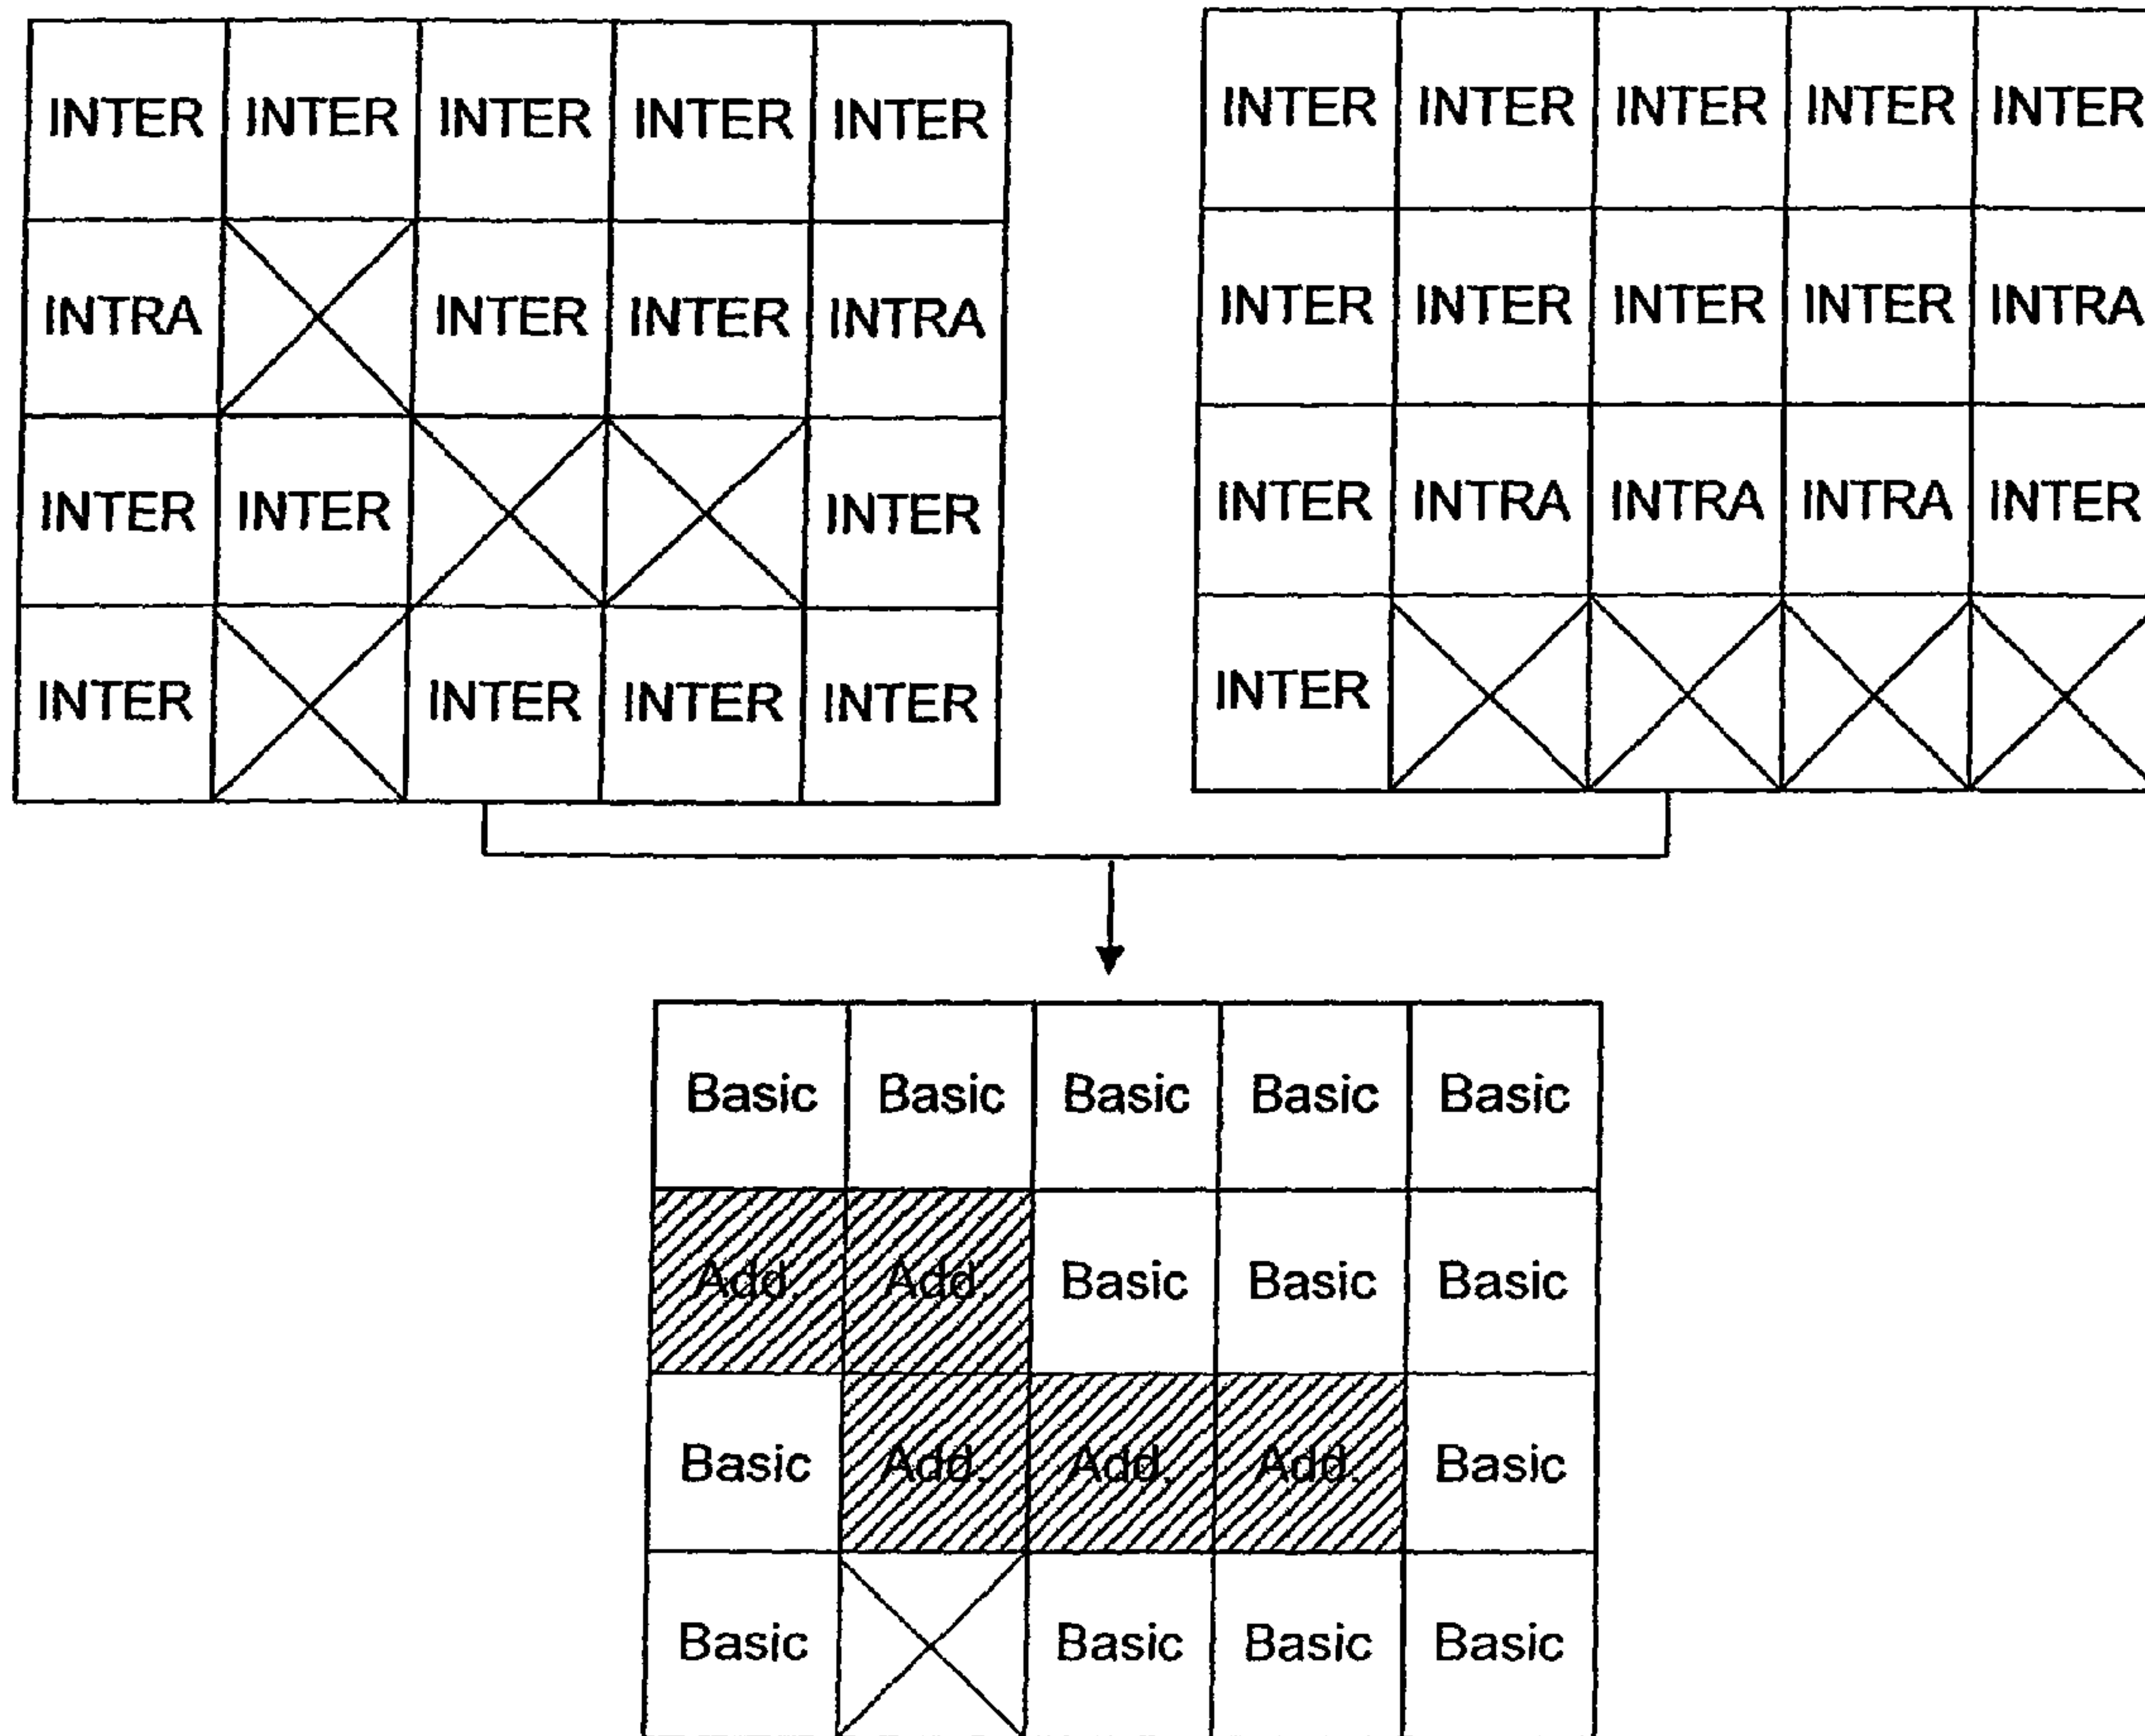 INTER INTER INTER INTER INTER
INTRA INTER INTER INTRA
INTER INTER INTER
INTER INTER INTER INTER
INTER INTER INTER INTER INTER
INTER INTER INTER INTER INTRA
INTER INTRA INTRA INTRA INTER
INTER
Basic Basic Basic Basic Basic
Add. Add. Basic Basic Basic
Basic Add. Add. Add. Basic
Basic Basic Basic Basic